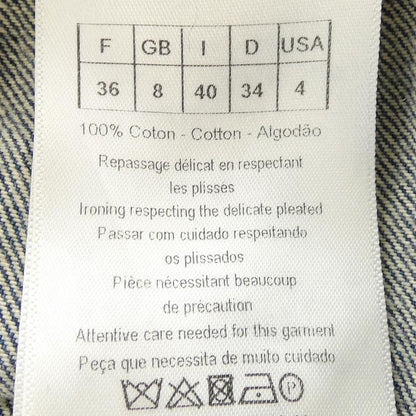 F GB I D USA
36 8 40 34 4
100% Coton - Cotton - Algodão
Repassage délicat en respectant
les plisses
Ironing respecting the delicate pleated
Passar com cuidado respeitando
os plissados
Pièce nécessitant beaucoup
de précaution
Attentive care needed for this garment
Peça que necessita de muito cuidado
P